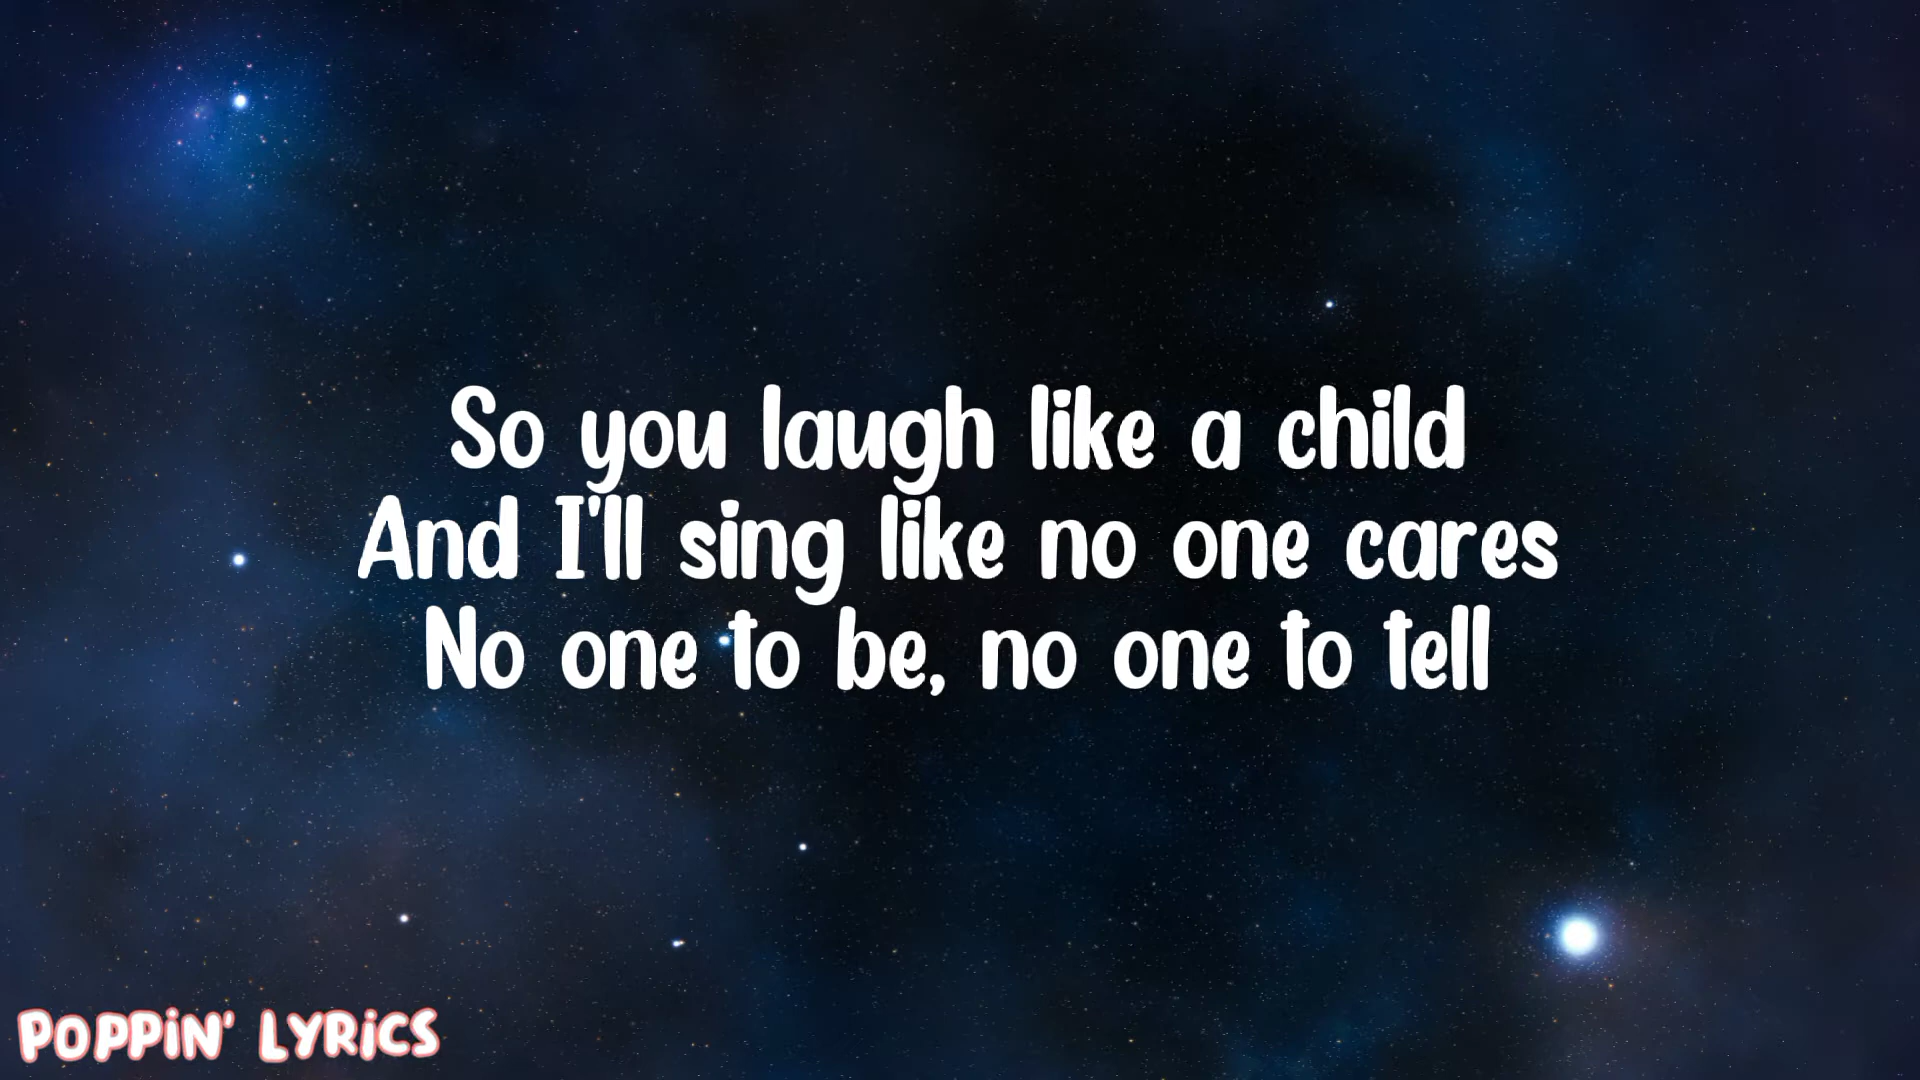 So you laugh like a child
And I'll sing like no one cares
No one to be, no one to tell
POPPiN' LYRiCS